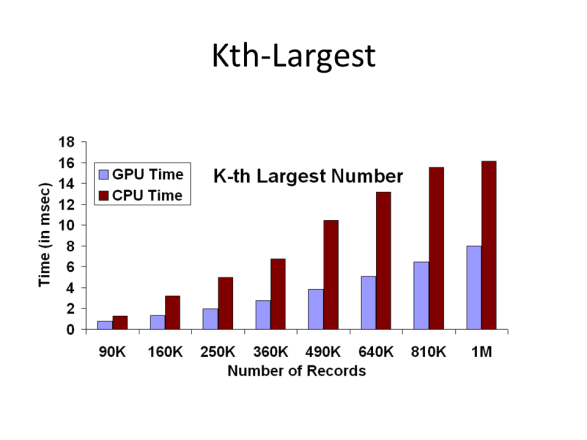 Kth-Largest
K-th Largest Number
GPU Time
CPU Time
Time (in msec)
18
16
14
12
10
8
6
4
2
0
90K 160K 250K 360K 490K 640K 810K 1M
Number of Records